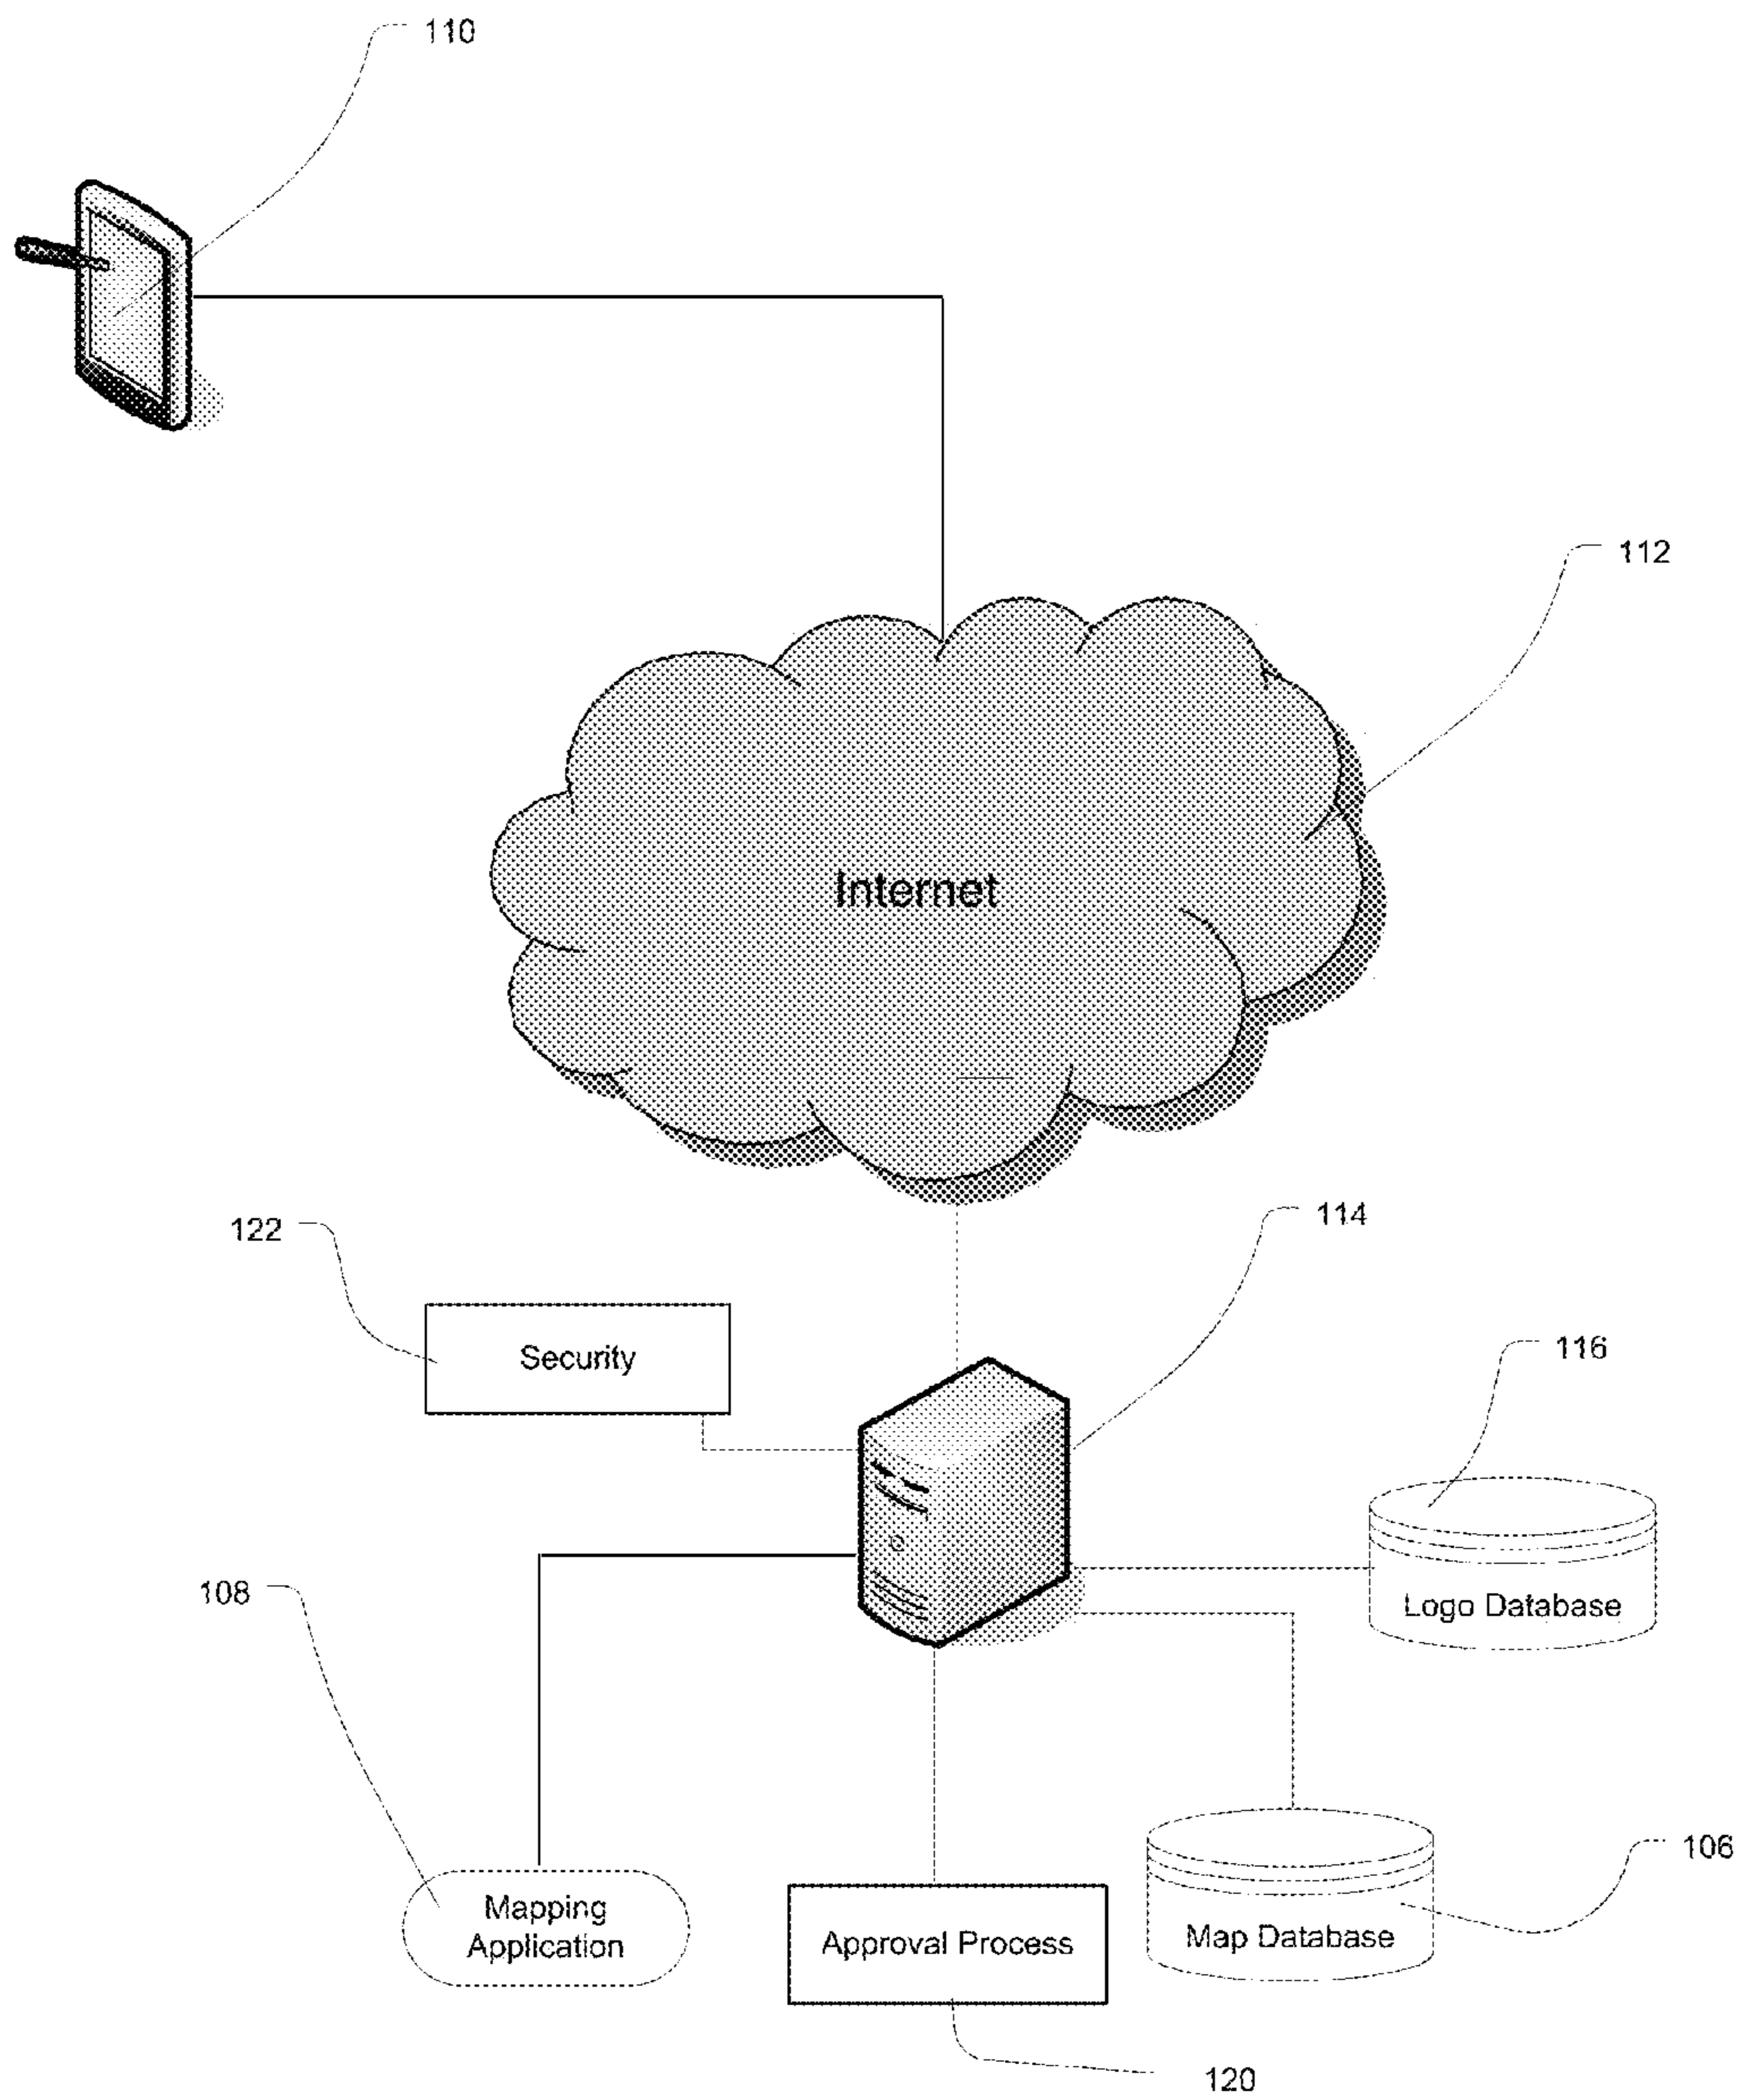 110
112
Internet
122
114
Security
116
108
Logo Database
Mapping
Application
Approval Process
Map Database
106
120